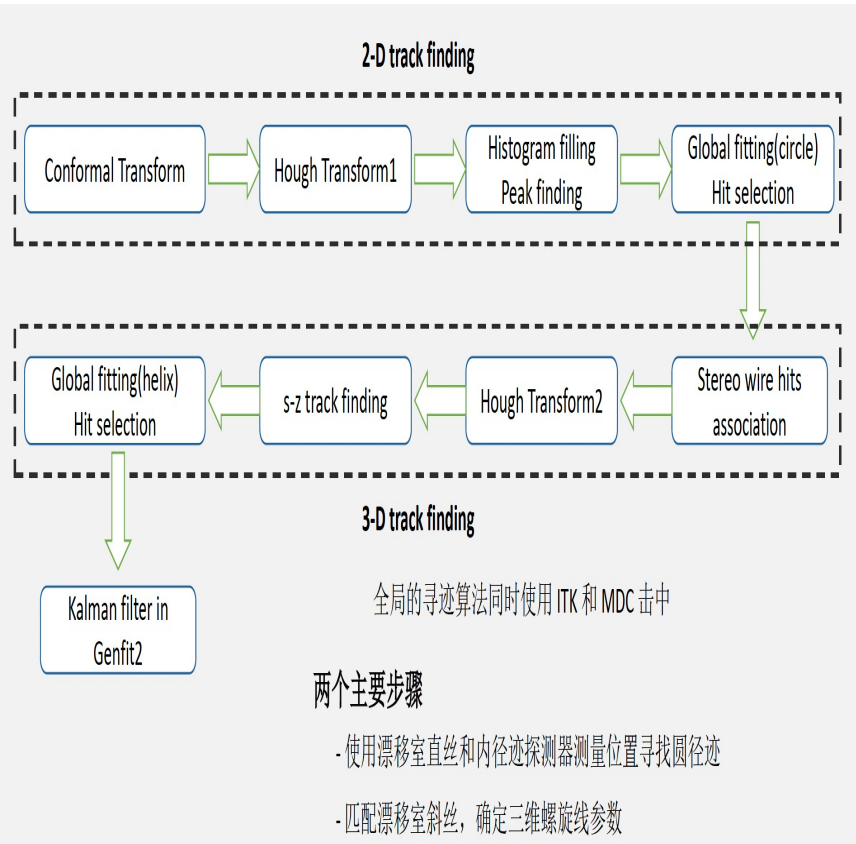 2-D track finding
Conformal Transform
Hough Transform1
Histogram filling
Peak finding
Global fitting(circle)
Hit selection
Stereo wire hits
association
Hough Transform2
s-z track finding
Global fitting(helix)
Hit selection
3-D track finding
Kalman filter in
Genfit2
全局的寻迹算法同时使用 ITK 和 MDC 击中
两个主要步骤
- 使用漂移室直丝和内径迹探测器测量位置寻找圆径迹
- 匹配漂移室斜丝，确定三维螺旋线参数